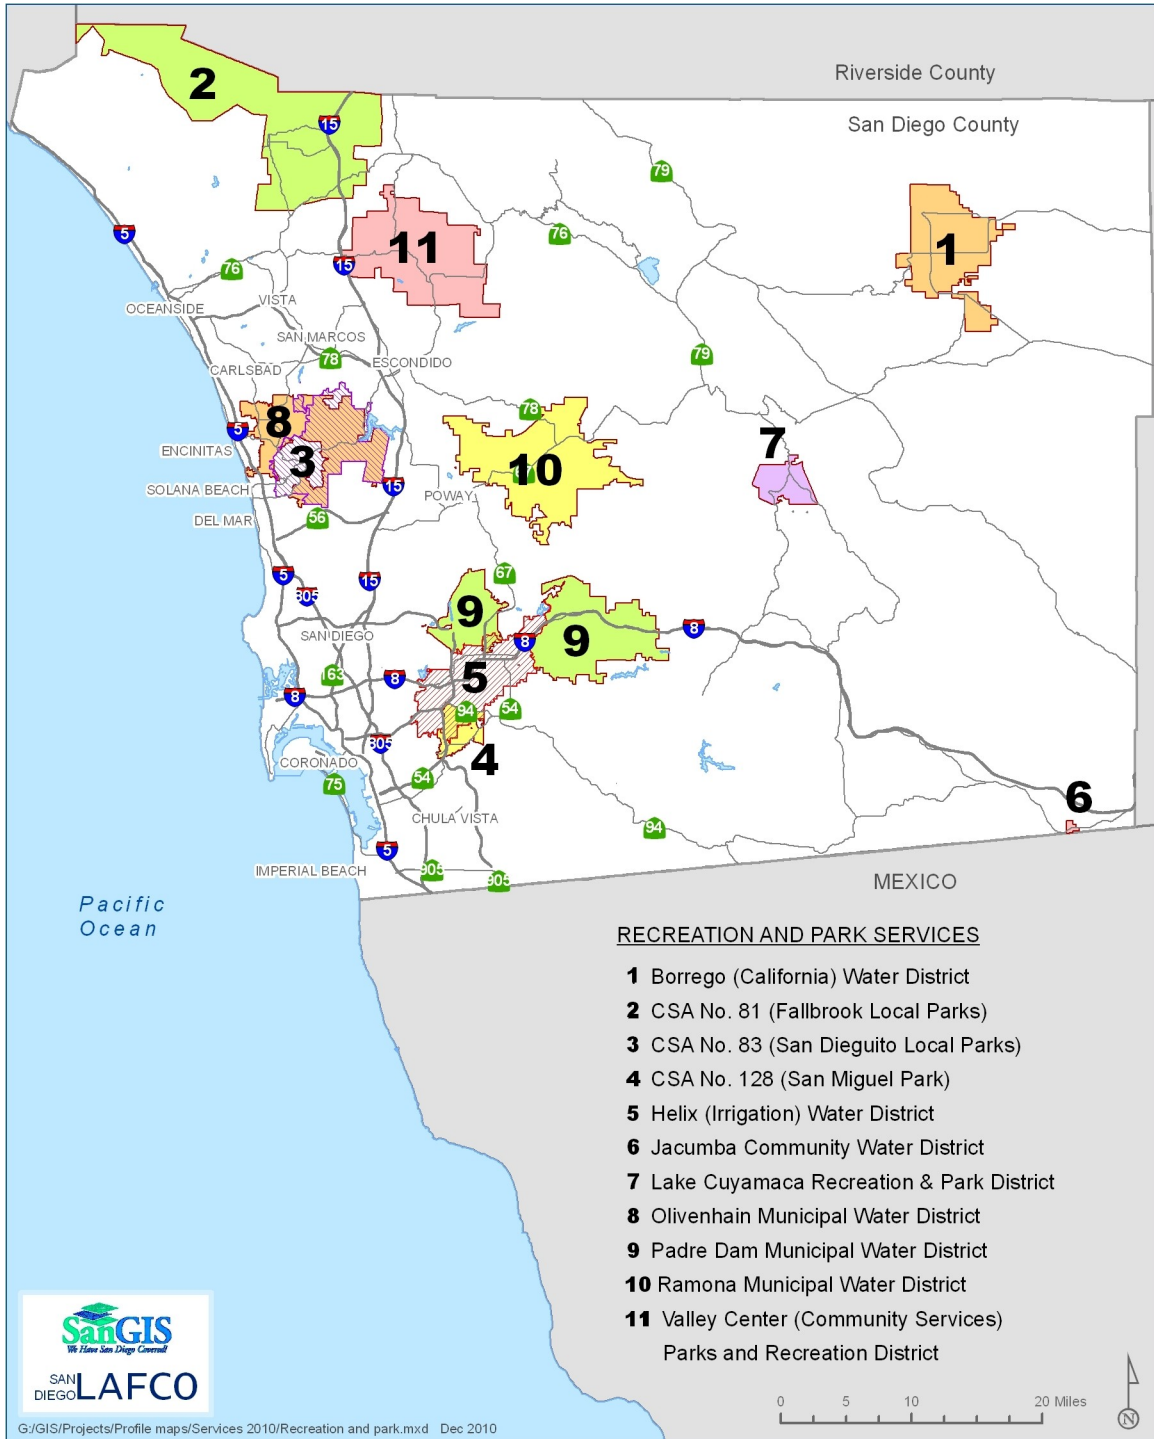 Riverside County
San Diego County
2
15
79
11
76
1
5
15
76
OCEANSIDE
VISTA
SAN MARCOS
78
CARLSBAD
ESCONDIDO
79
8
78
5
3
7
ENCINITAS
10
SOLANA BEACH
15
POWAY
DEL MAR
56
5
805
15
67
9
9
8
8
SAN DIEGO
163
8
5
8
94
54
805
4
CORONADO
75
54
6
CHULA VISTA
94
5
IMPERIAL BEACH
905
905
MEXICO
Pacific
Ocean
RECREATION AND PARK SERVICES
1 Borrego (California) Water District
2 CSA No. 81 (Fallbrook Local Parks)
3 CSA No. 83 (San Dieguito Local Parks)
4 CSA No. 128 (San Miguel Park)
5 Helix (Irrigation) Water District
6 Jacumba Community Water District
7 Lake Cuyamaca Recreation & Park District
8 Olivenhain Municipal Water District
9 Padre Dam Municipal Water District
10 Ramona Municipal Water District
11 Valley Center (Community Services)
Parks and Recreation District
SanGIS
We Have San Diego Covered!
SAN
DIEGO LAFCO
0 5 10 20 Miles
N
G:/GIS/Projects/Profile maps/Services 2010/Recreation and park.mxd Dec 2010